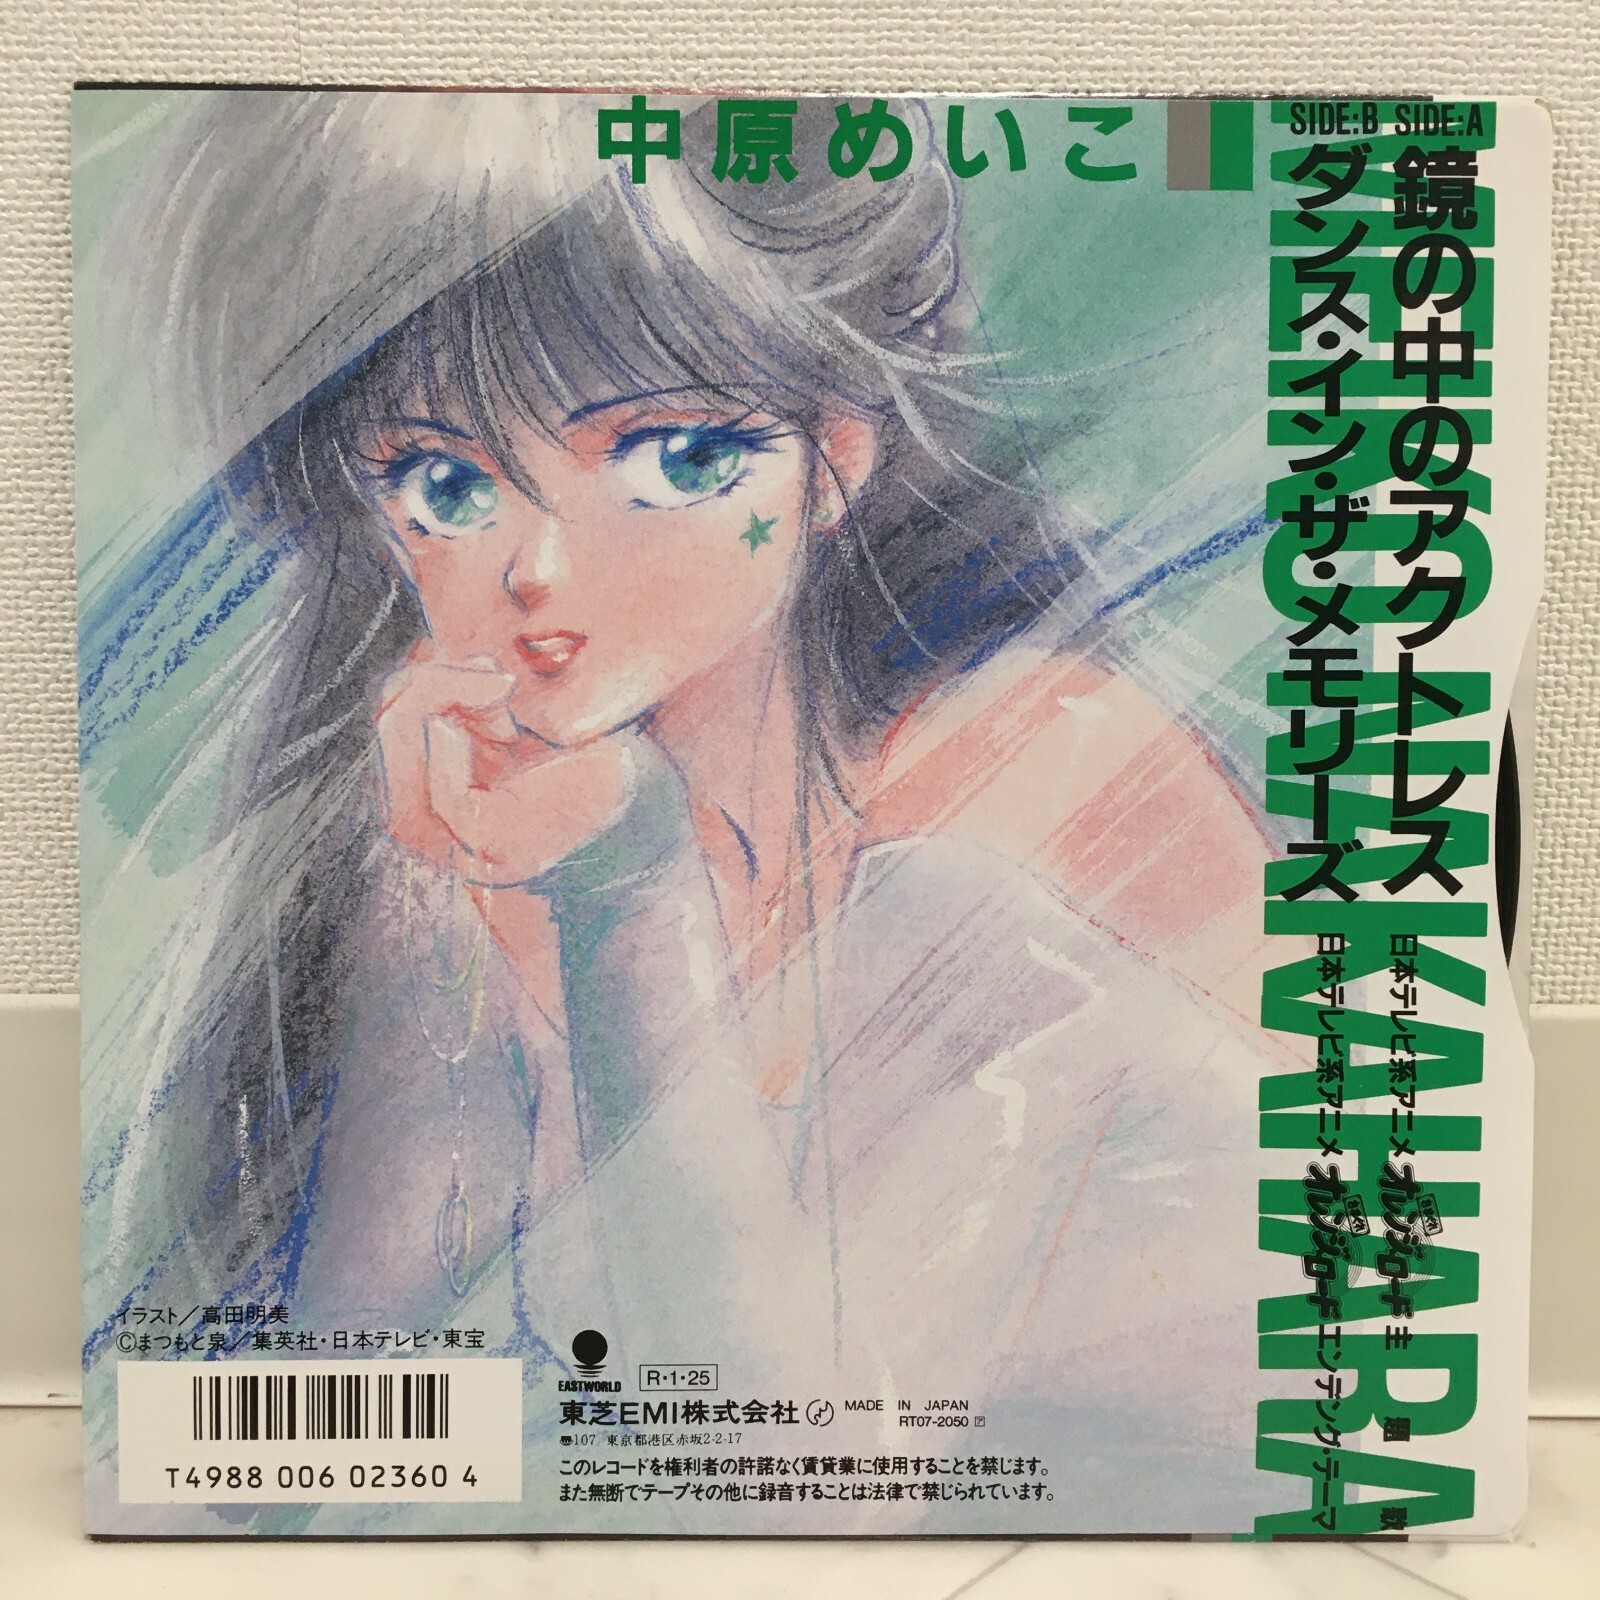 中原めいこ
SIDE:A
鏡の中のアクトレス
日本テレビ系アニメ きまぐれオレンジ★ロード 主題歌
SIDE:B
ダンス・イン・ザ・メモリーズ
日本テレビ系アニメ きまぐれオレンジ★ロード エンディング・テーマ
MEIKO NAKAHARA
イラスト／高田明美
©まつもと泉／集英社・日本テレビ・東宝
T4988 006 02360 4
EASTWORLD
R・1・25
東芝EMI株式会社
MADE IN JAPAN
RT07-2050
107 東京都港区赤坂2-2-17
このレコードを権利者の許諾なく賃貸業に使用することを禁じます。
また無断でテープその他に録音することは法律で禁じられています。